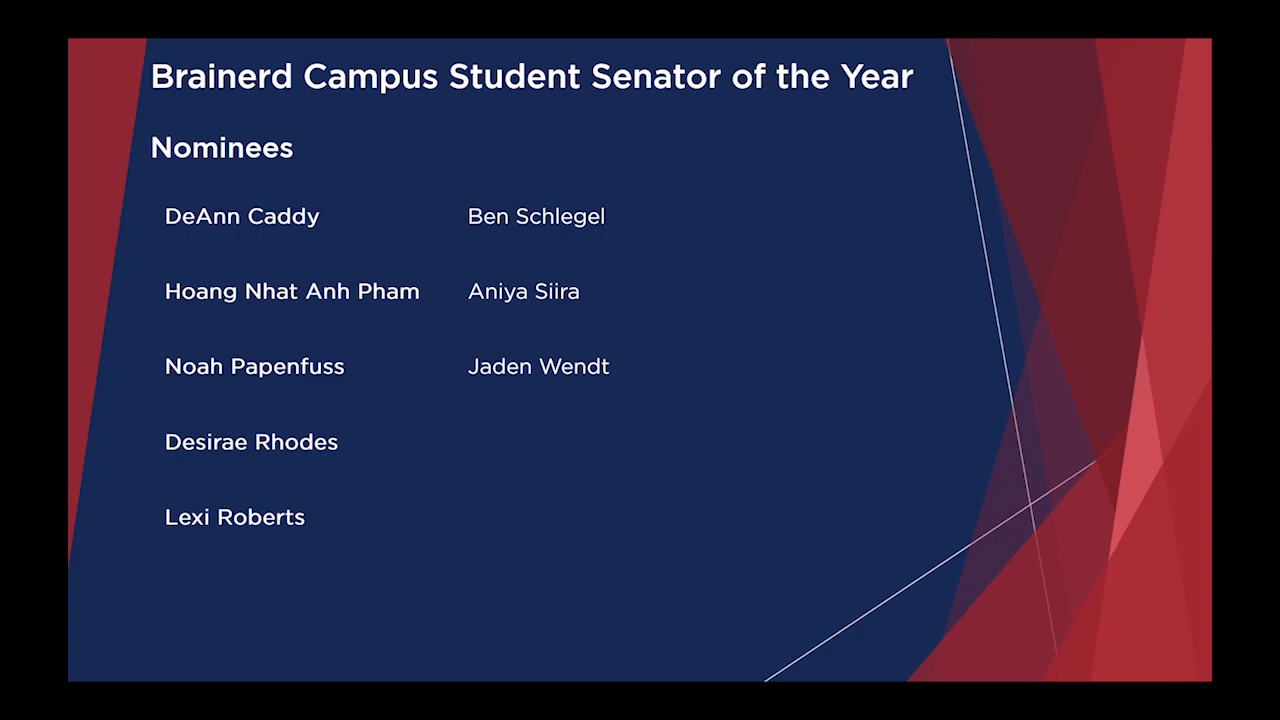 Brainerd Campus Student Senator of the Year
Nominees
DeAnn Caddy
Hoang Nhat Anh Pham
Noah Papenfuss
Desirae Rhodes
Lexi Roberts
Ben Schlegel
Aniya Siira
Jaden Wendt